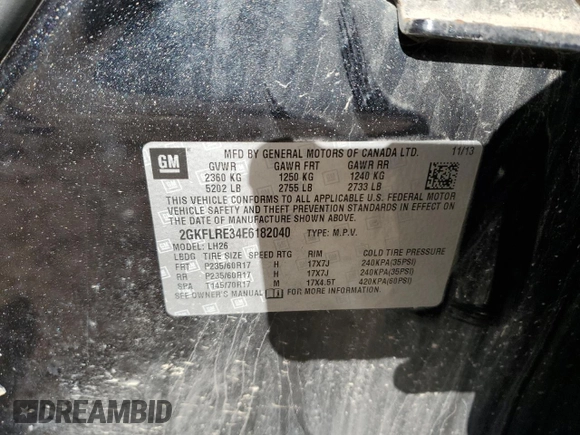 GM
MFD BY GENERAL MOTORS OF CANADA LTD. 11/13
GVWR GAWR FRT GAWR RR
2360 KG 1250 KG 1240 KG
5202 LB 2755 LB 2733 LB
THIS VEHICLE CONFORMS TO ALL APPLICABLE U.S. FEDERAL MOTOR
VEHICLE SAFETY AND THEFT PREVENTION STANDARDS IN EFFECT ON
THE DATE OF MANUFACTURE SHOWN ABOVE.
2GKFLRE34E6182040 TYPE: M.P.V.
MODEL: LH26
LBDG TIRE SIZE SPEED RTG RIM COLD TIRE PRESSURE
FRT P235/60R17 H 17X7J 240KPA(35PSI)
RR P235/60R17 H 17X7J 240KPA(35PSI)
SPA T145/70R17 M 17X4.5T 420KPA(60PSI)
SEE OWNER'S MANUAL FOR MORE INFORMATION.
DREAMBID